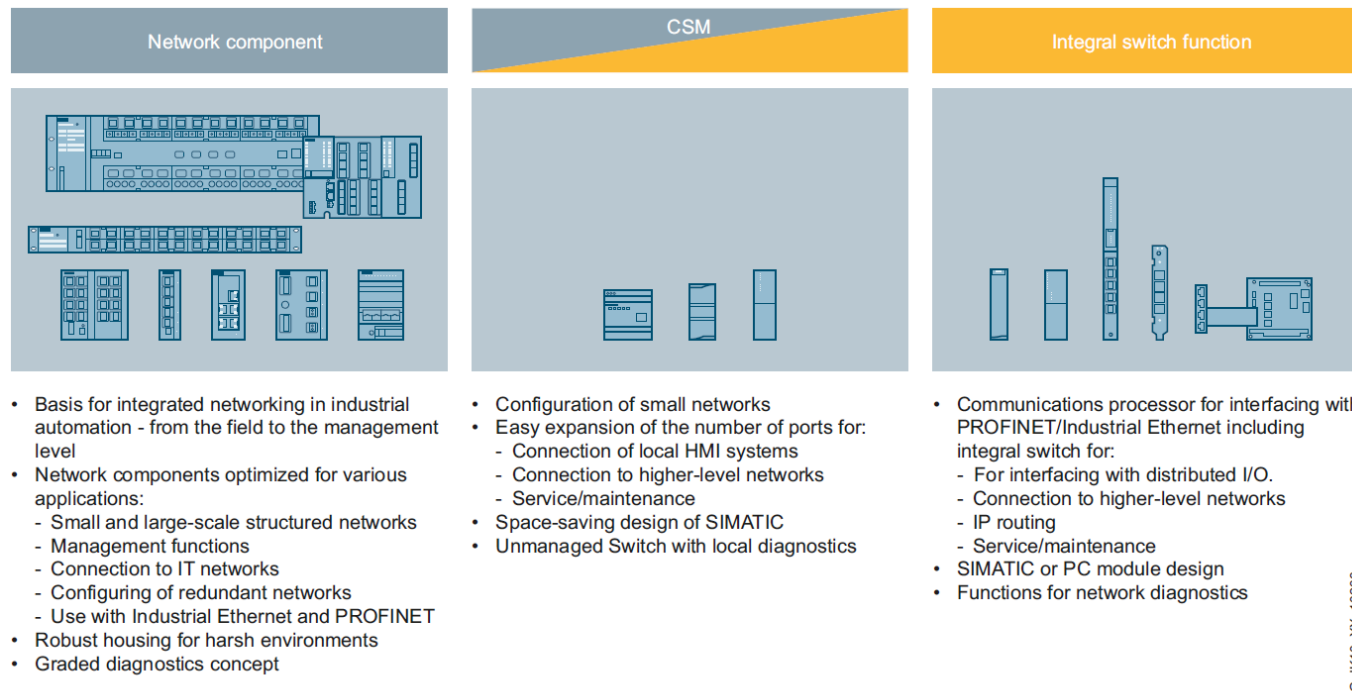 Network component
CSM
Integral switch function
• Basis for integrated networking in industrial
automation - from the field to the management
level
• Network components optimized for various
applications:
- Small and large-scale structured networks
- Management functions
- Connection to IT networks
- Configuring of redundant networks
- Use with Industrial Ethernet and PROFINET
• Robust housing for harsh environments
• Graded diagnostics concept
• Configuration of small networks
• Easy expansion of the number of ports for:
- Connection of local HMI systems
- Connection to higher-level networks
- Service/maintenance
• Space-saving design of SIMATIC
• Unmanaged Switch with local diagnostics
• Communications processor for interfacing with
PROFINET/Industrial Ethernet including
integral switch for:
- For interfacing with distributed I/O.
- Connection to higher-level networks
- IP routing
- Service/maintenance
• SIMATIC or PC module design
• Functions for network diagnostics